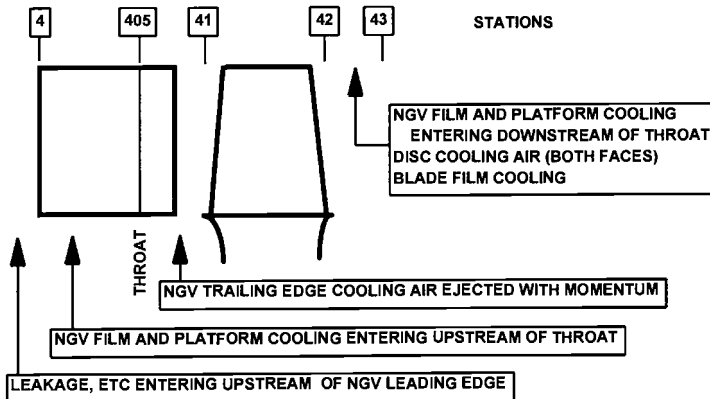 4 405 41 42 43 STATIONS
NGV FILM AND PLATFORM COOLING
ENTERING DOWNSTREAM OF THROAT
DISC COOLING AIR (BOTH FACES)
BLADE FILM COOLING
THROAT
NGV TRAILING EDGE COOLING AIR EJECTED WITH MOMENTUM
NGV FILM AND PLATFORM COOLING ENTERING UPSTREAM OF THROAT
LEAKAGE, ETC ENTERING UPSTREAM OF NGV LEADING EDGE